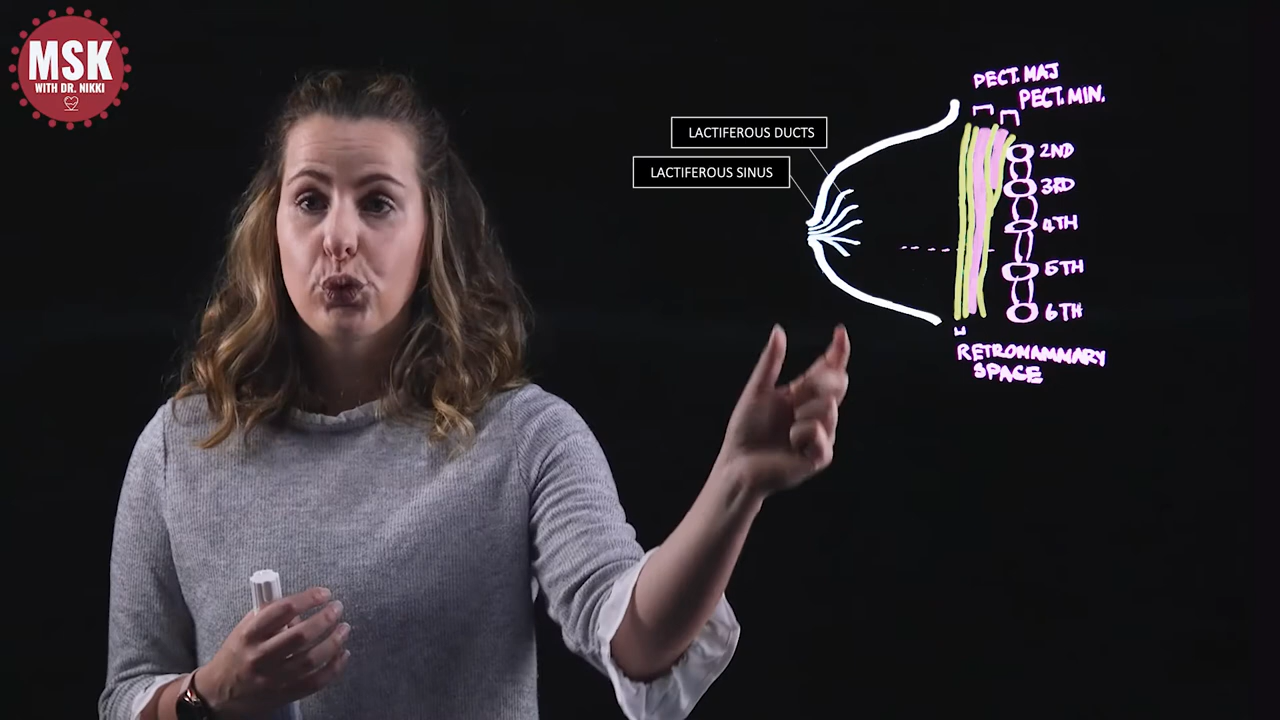 MSK
WITH DR. NIKKI
PECT. MAJ
PECT. MIN.
LACTIFEROUS DUCTS
LACTIFEROUS SINUS
2ND
3RD
4TH
5TH
6TH
RETROMAMMARY
SPACE